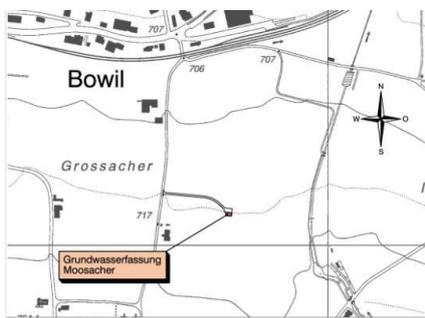 707
707
706
Bowil
N
W O
S
Grossacher
717
Grundwasserfassung
Moosacher